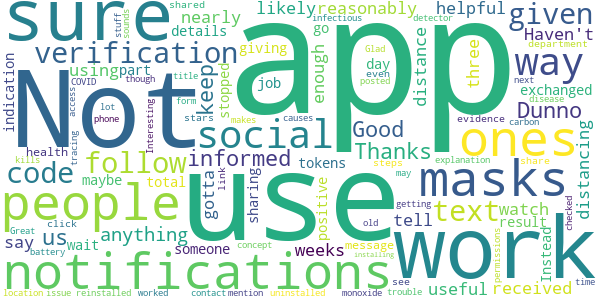 sure
app
Not
use
work
people
notifications
social
masks
ones
way
given
likely
reasonably
helpful
nearly
details
verification
using
part
giving
stopped
keep
enough
go
three
distance
Haven't
department
exchanged
day
job
even
posted
Glad
detector
infectious
shared
stuff
sounds
though
title
form
stars
Good
Dunno
next
disease
evidence
carbon
Thanks
distancing
code
follow
informed
tokens
causes
share
makes
steps
explanation
COVID
lot
access
phone
Interesting
tracing
indication
health
kills
maybe
total
gotta
link
sharing
positive
may
getting
text
watch
tell
result
checked
old
say
us
wait
anything
someone
weeks
message
see
useful
received
Instead
permissions
time
Great
click
battery
concept
installing
trouble
location
issue
reinstalled
worked
contact
mention
uninstalled
monoxide